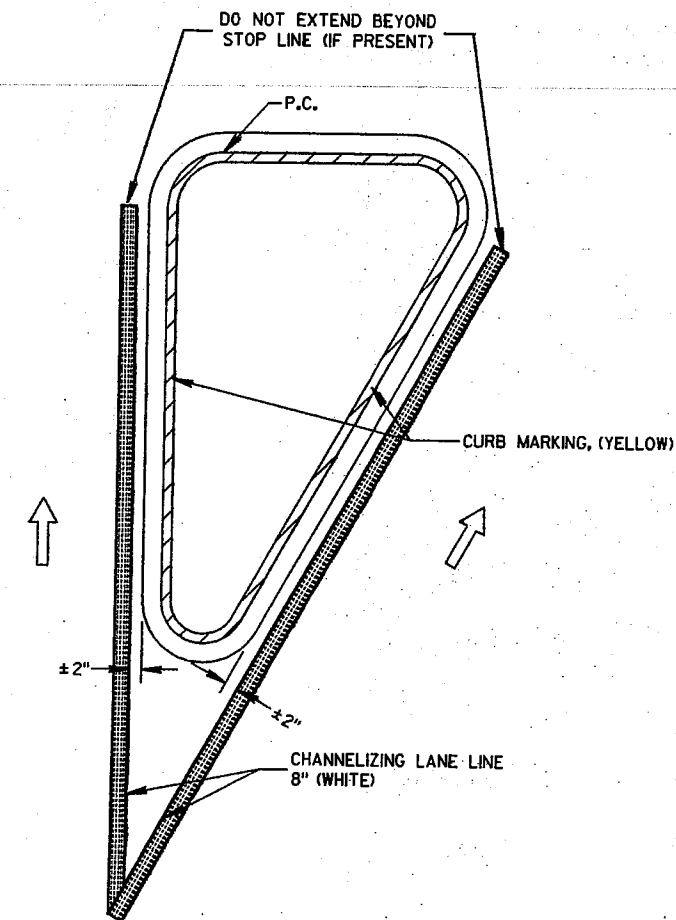 DO NOT EXTEND BEYOND
STOP LINE (IF PRESENT)
P.C.
CURB MARKING, (YELLOW)
±2"
±2"
CHANNELIZING LANE LINE
8" (WHITE)